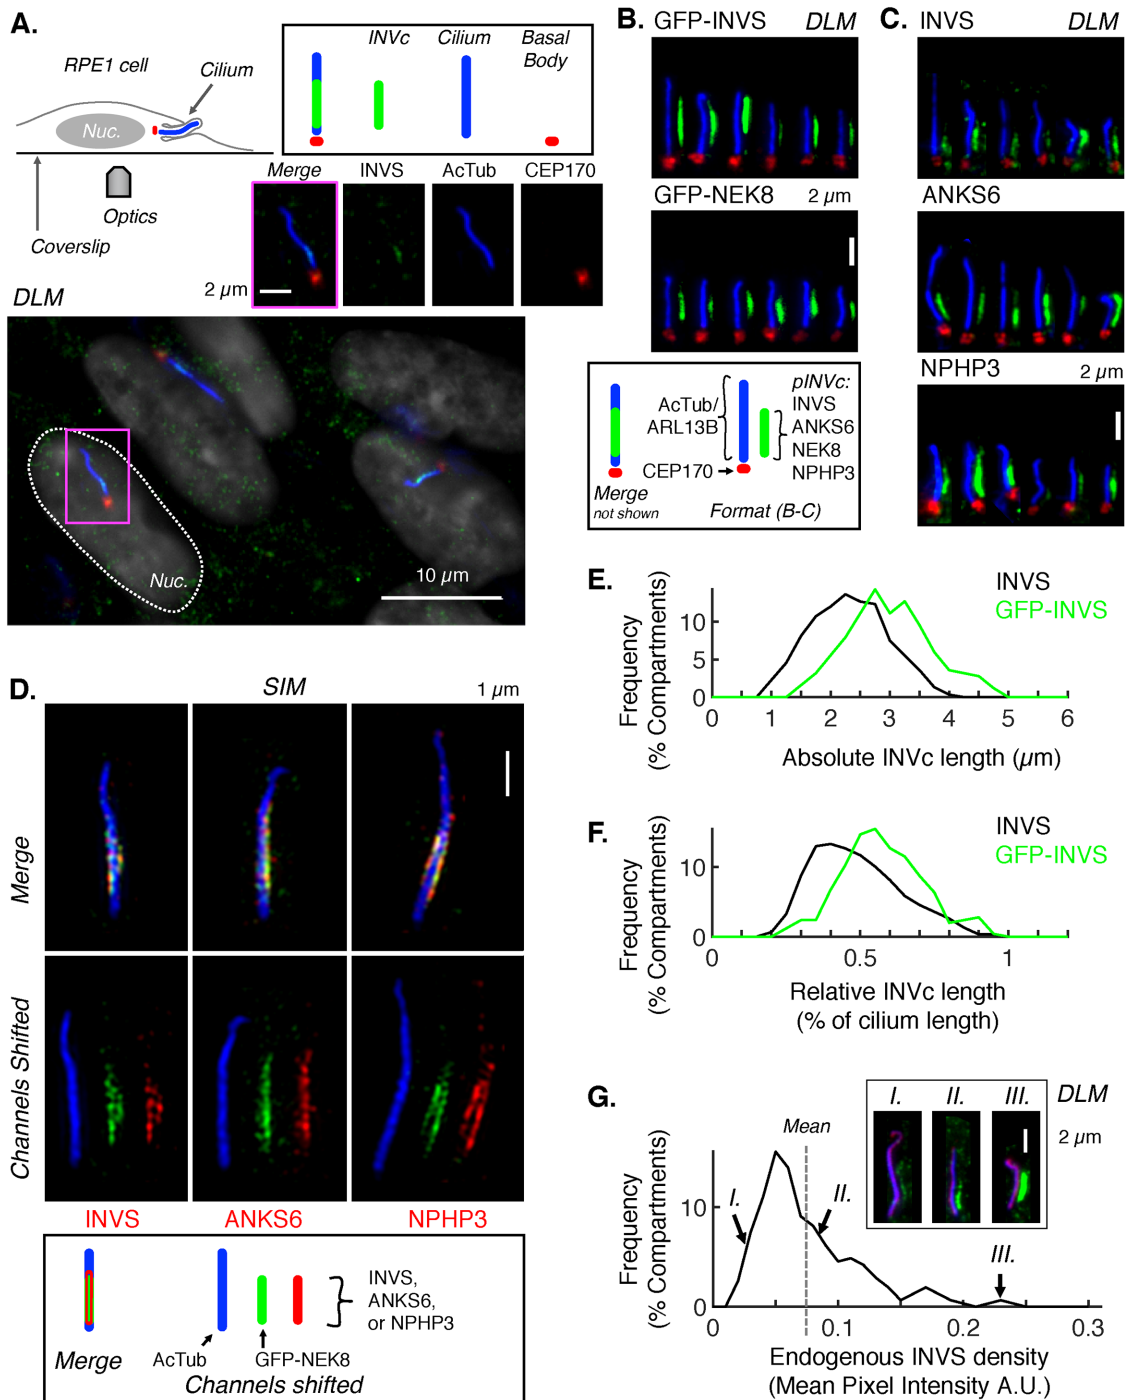 A.
RPE1 cell
Cilium
Nuc.
Optics
Coverslip
INVc
Cilium
Basal
Body
Merge
INVS
AcTub
CEP170
2 µm
DLM
Nuc.
10 µm
B.
GFP-INVS
DLM
GFP-NEK8
2 µm
AcTub/
ARL13B
CEP170
pINVc:
INVS
ANKS6
NEK8
NPHP3
Merge
not shown
Format (B-C)
C.
INVS
DLM
ANKS6
NPHP3
2 µm
D.
SIM
1 µm
Merge
Channels Shifted
INVS
ANKS6
NPHP3
Merge
AcTub
GFP-NEK8
INVS,
ANKS6,
or NPHP3
Channels shifted
E.
INVS
GFP-INVS
Frequency
(% Compartments)
10
5
0
0 1 2 3 4 5 6
Absolute INVc length (µm)
F.
INVS
GFP-INVS
Frequency
(% Compartments)
10
0
0 0.5 1
Relative INVc length
(% of cilium length)
G.
I. II. III.
DLM
2 µm
Mean
I.
II.
III.
Frequency
(% Compartments)
10
0
0 0.1 0.2 0.3
Endogenous INVS density
(Mean Pixel Intensity A.U.)